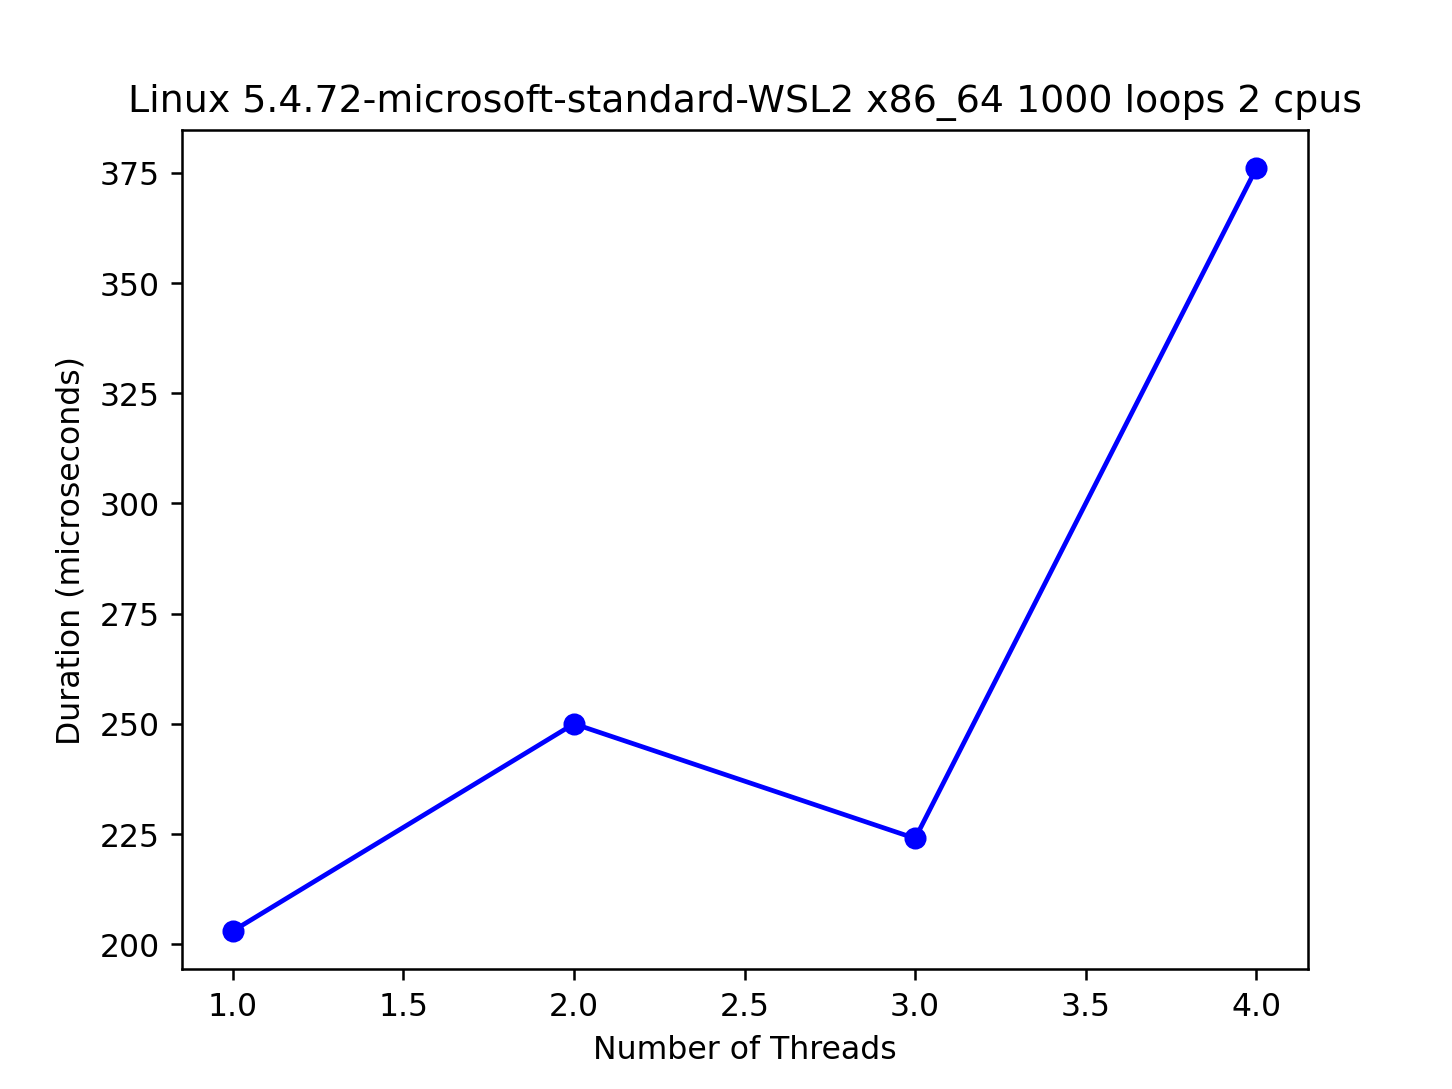 Linux 5.4.72-microsoft-standard-WSL2 x86_64 1000 loops 2 cpus
375
350
325
300
275
250
225
200
Duration (microseconds)
1.0 1.5 2.0 2.5 3.0 3.5 4.0
Number of Threads